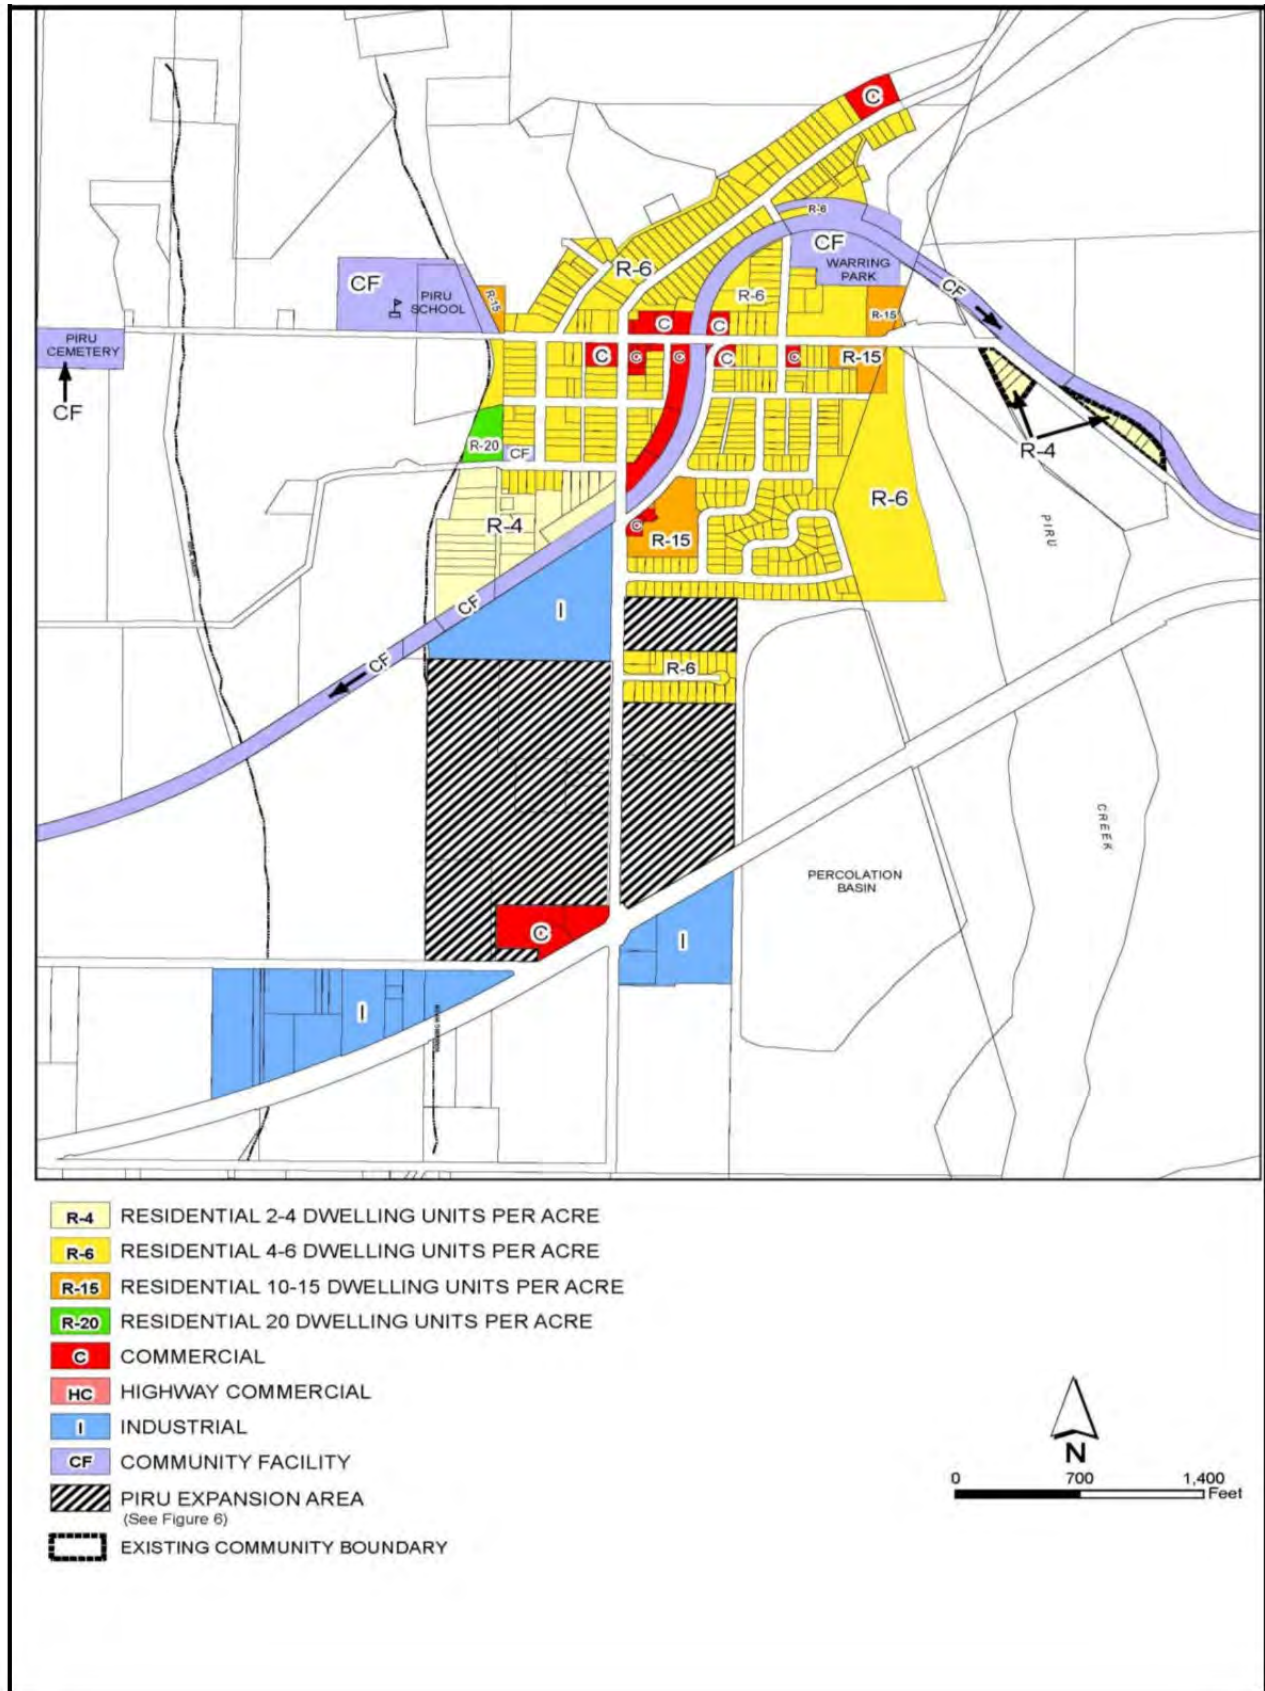 C
R-6
CF
WARRING
PARK
R-6
CF
PIRU
SCHOOL
R-15
CF
R-6
R-15
C
C
PIRU
CEMETERY
C
C
C
C
C
R-15
CF
R-4
R-20
CF
R-4
R-6
PIRU
C
R-15
CF
I
CF
R-6
CREEK
PERCOLATION
BASIN
C
I
I
R-4 RESIDENTIAL 2-4 DWELLING UNITS PER ACRE
R-6 RESIDENTIAL 4-6 DWELLING UNITS PER ACRE
R-15 RESIDENTIAL 10-15 DWELLING UNITS PER ACRE
R-20 RESIDENTIAL 20 DWELLING UNITS PER ACRE
C COMMERCIAL
HC HIGHWAY COMMERCIAL
I INDUSTRIAL
CF COMMUNITY FACILITY
PIRU EXPANSION AREA
(See Figure 6)
EXISTING COMMUNITY BOUNDARY
N
0 700 1,400
Feet